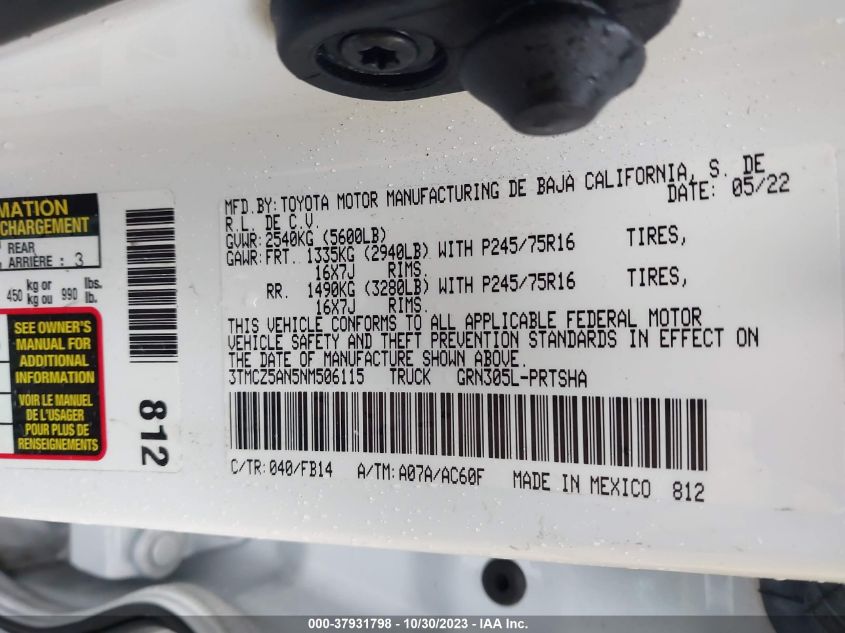 MFD.BY:TOYOTA MOTOR MANUFACTURING DE BAJA CALIFORNIA, S. DE
R.L. DE C.V. DATE: 05/22
GVWR:2540KG (5600LB)
GAWR:FRT. 1335KG (2940LB) WITH P245/75R16 TIRES,
16X7J RIMS.
RR. 1490KG (3280LB) WITH P245/75R16 TIRES,
16X7J RIMS.
THIS VEHICLE CONFORMS TO ALL APPLICABLE FEDERAL MOTOR
VEHICLE SAFETY AND THEFT PREVENTION STANDARDS IN EFFECT ON
THE DATE OF MANUFACTURE SHOWN ABOVE.
3TMCZ5AN5NM506115 TRUCK GRN305L-PRTSHA
C/TR:040/FB14 A/TM:A07A/AC60F MADE IN MEXICO 812
REAR
ARRIÈRE : 3
450 kg or kg ou 990 lbs. lb.
SEE OWNER'S
MANUAL FOR
ADDITIONAL
INFORMATION
VOIR LE MANUEL
DE L'USAGER
POUR PLUS DE
RENSEIGNEMENTS
812
000-37931798 - 10/30/2023 - IAA Inc.